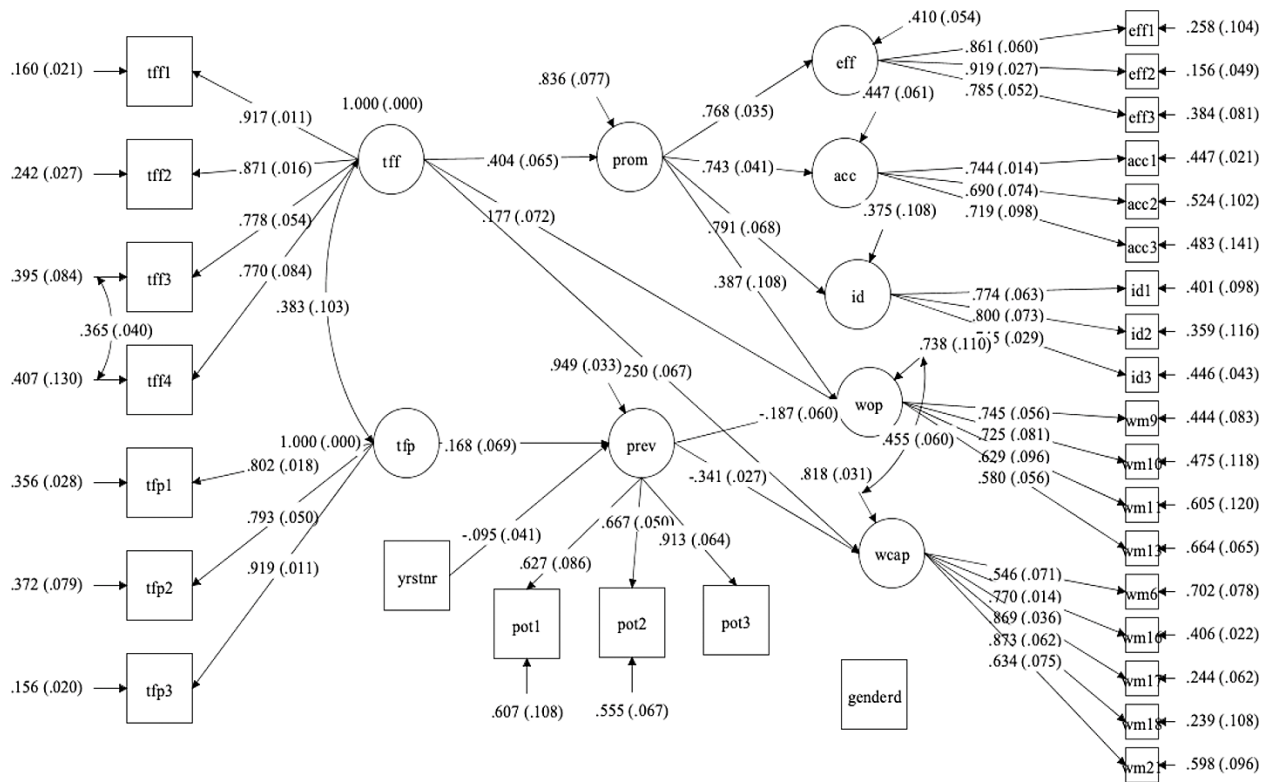 .410 (.054)
eff1
.258 (.104)
.861 (.060)
eff
.160 (.021)
tff1
.836 (.077)
.919 (.027)
eff2
.156 (.049)
.785 (.052)
.447 (.061)
1.000 (.000)
.768 (.035)
eff3
.384 (.081)
.917 (.011)
tff
.404 (.065)
prom
.743 (.041)
acc
.744 (.014)
acc1
.447 (.021)
.242 (.027)
tff2
.871 (.016)
.690 (.074)
acc2
.524 (.102)
.719 (.098)
.778 (.054)
.177 (.072)
.791 (.068)
.375 (.108)
acc3
.483 (.141)
.395 (.084)
tff3
.770 (.084)
.387 (.108)
id
.774 (.063)
id1
.401 (.098)
.383 (.103)
.800 (.073)
id2
.359 (.116)
.365 (.040)
5 (.029)
.738 (.110)
.407 (.130)
tff4
.949 (.033)
250 (.067)
id3
.446 (.043)
wop
-.187 (.060)
.745 (.056)
wm9
.444 (.083)
.725 (.081)
1.000 (.000)
tfp
.168 (.069)
prev
.455 (.060)
.629 (.096)
wm10
.475 (.118)
.802 (.018)
.580 (.056)
.356 (.028)
tfp1
-.341 (.027)
.818 (.031)
wm11
.605 (.120)
.793 (.050)
.667 (.050)
-.095 (.041)
.913 (.064)
wm13
.664 (.065)
wcap
.627 (.086)
.919 (.011)
yrstnr
.546 (.071)
.372 (.079)
tfp2
.770 (.014)
wm6
.702 (.078)
.869 (.036)
pot1
pot2
pot3
.873 (.062)
wm16
.406 (.022)
.634 (.075)
wm17
.244 (.062)
.156 (.020)
tfp3
genderd
.607 (.108)
.555 (.067)
wm18
.239 (.108)
wm21
.598 (.096)